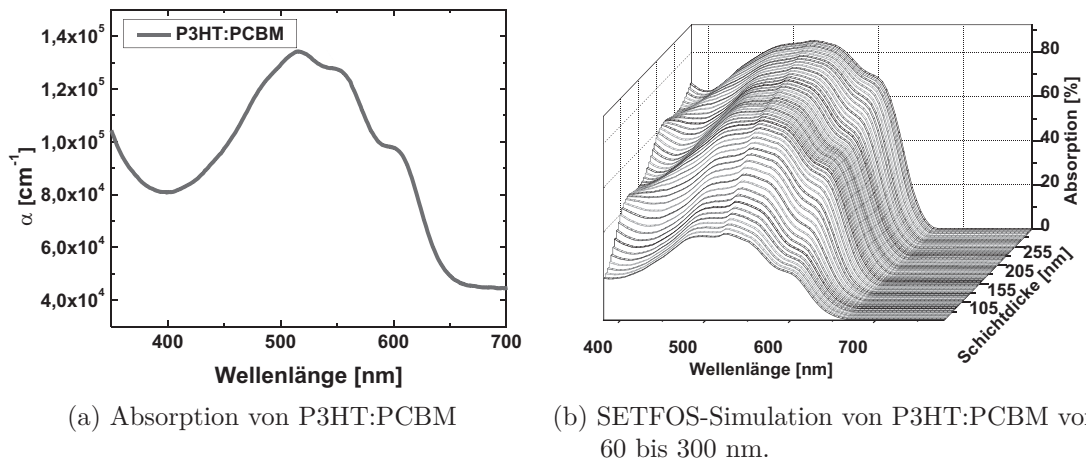 P3HT:PCBM
α [cm⁻¹]
1,4x10⁵
1,2x10⁵
1,0x10⁵
8,0x10⁴
6,0x10⁴
4,0x10⁴
400 500 600 700
Wellenlänge [nm]
(a) Absorption von P3HT:PCBM
80
60
40
20
0
Absorption [%]
255
205
155
105
Schichtdicke [nm]
400 500 600 700
Wellenlänge [nm]
(b) SETFOS-Simulation von P3HT:PCBM von
60 bis 300 nm.